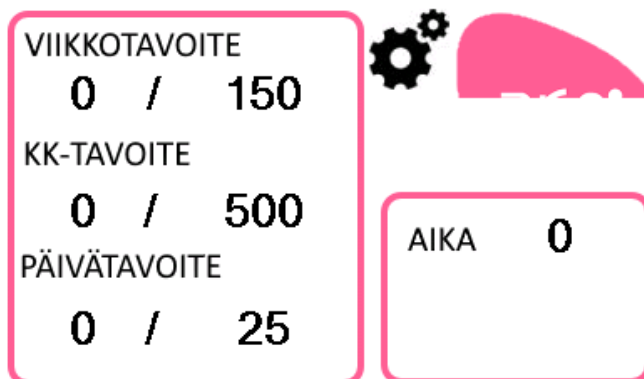 VIIKKOTAVOITE
0 / 150
KK-TAVOITE
0 / 500
PÄIVÄTAVOITE
0 / 25
AIKA 0